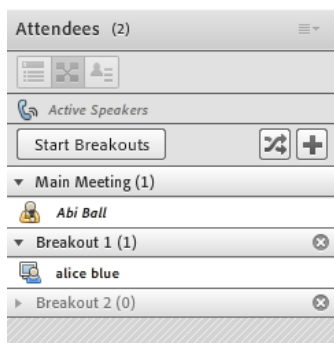 Attendees (2)
Active Speakers
Start Breakouts
Main Meeting (1)
Abi Ball
Breakout 1 (1)
alice blue
Breakout 2 (0)